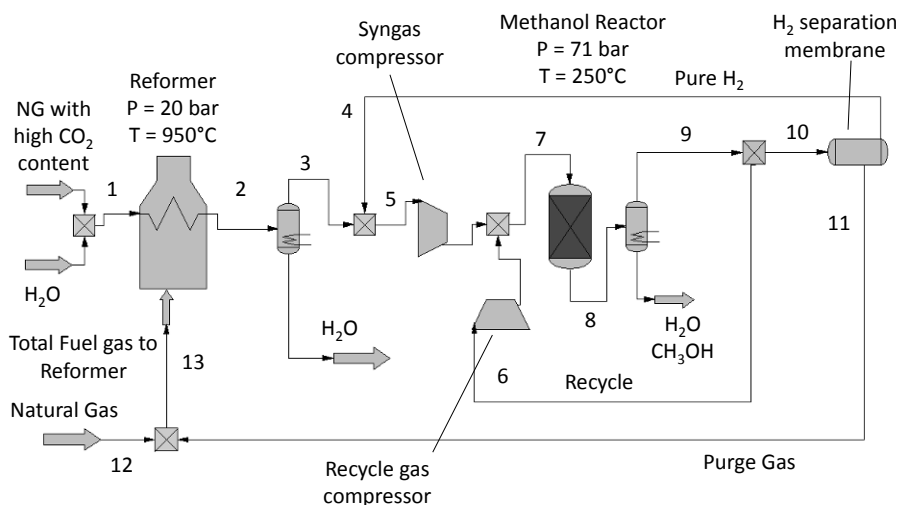 Syngas
compressor
Methanol Reactor
P = 71 bar
T = 250°C
H₂ separation
membrane
Reformer
P = 20 bar
T = 950°C
NG with
high CO₂
content
Pure H₂
1
2
3
4
5
7
9
10
11
H₂O
H₂O
8
H₂O
CH₃OH
6
Recycle
Total Fuel gas to
Reformer
13
Natural Gas
12
Recycle gas
compressor
Purge Gas